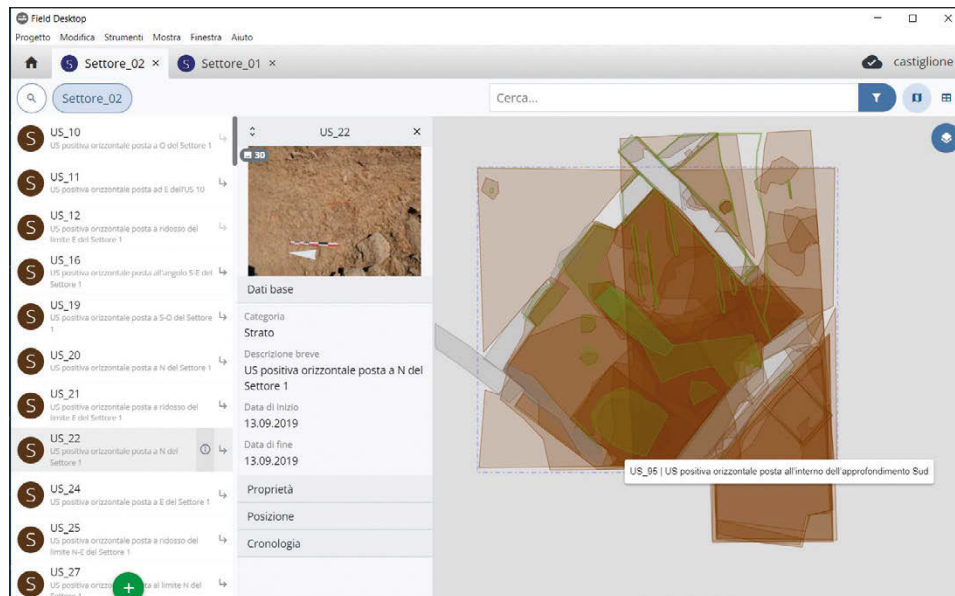 Field Desktop
Progetto Modifica Strumenti Mostra Finestra Aiuto
S Settore_02 × S Settore_01 × castiglione
Settore_02 Cerca...
S US_10
US positiva orizzontale posta a O del Settore 1
S US_11
US positiva orizzontale posta ad E dell'US 10
S US_12
US positiva orizzontale posta a ridosso del
limite E del Settore 1
S US_16
US positiva orizzontale posta all'angolo S-E del
Settore 1
S US_19
US positiva orizzontale posta a S-O del Settore
1
S US_20
US positiva orizzontale posta a N del Settore 1
S US_21
US positiva orizzontale posta a ridosso del
limite E del Settore 1
S US_22
US positiva orizzontale posta a N del
Settore 1
S US_24
US positiva orizzontale posta a E del Settore 1
S US_25
US positiva orizzontale posta a ridosso del
limite N-E del Settore 1
S US_27
US positiva al limite N del
Settore 1
US_22 ×
30
Dati base
Categoria
Strato
Descrizione breve
US positiva orizzontale posta a N del
Settore 1
Data di inizio
13.09.2019
Data di fine
13.09.2019
Proprietà
Posizione
Cronologia
US_95 | US positiva orizzontale posta all'interno dell'approfondimento Sud